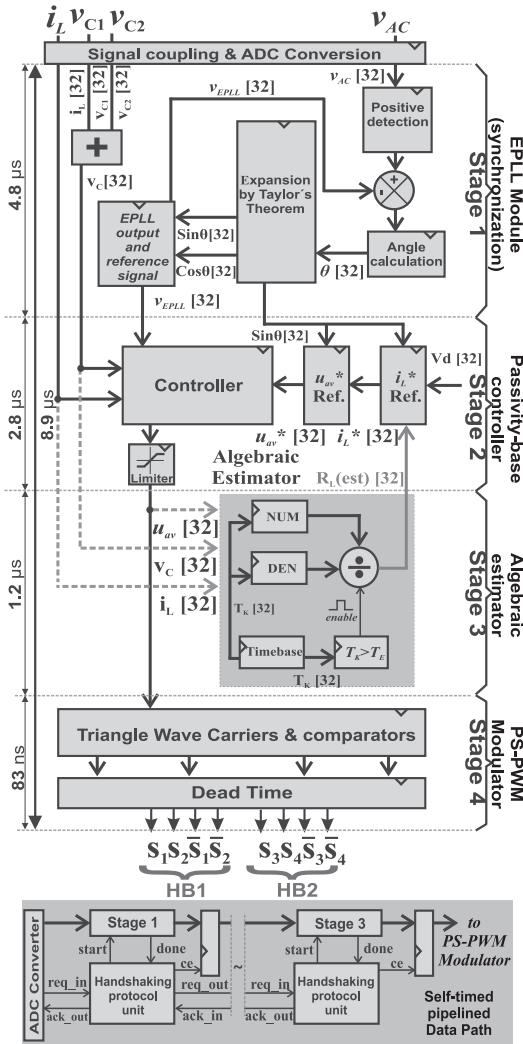 i_L v_C1 v_C2 v_AC
Signal coupling & ADC Conversion
i_L [32]
v_C1 [32]
v_C2 [32]
v_EPLL [32]
v_AC [32]
Positive detection
+
v_C [32]
Expansion by Taylor´s Theorem
+
-
EPLL output and reference signal
Sinθ[32]
Cosθ[32]
θ [32]
Angle calculation
v_EPLL [32]
4.8 µs
EPLL Module
(synchronization)
Stage 1
Sinθ[32]
Vd [32]
Controller
u_av* Ref.
i_L* Ref.
u_av* [32]
i_L* [32]
Limiter
2.8 µs
8.9 µs
Passivity-base
controller
Stage 2
Algebraic
Estimator
R_L(est) [32]
u_av [32]
v_C [32]
i_L [32]
NUM
DEN
÷
T_K [32]
enable
Timebase
T_K>T_E
T_K [32]
1.2 µs
Algebraic
estimator
Stage 3
Triangle Wave Carriers & comparators
Dead Time
83 ns
PS-PWM
Modulator
Stage 4
S1 S2 S̅1 S̅2 S3 S4 S̅3 S̅4
HB1 HB2
ADC Converter
Stage 1
Stage 3
to
PS-PWM
Modulator
start
done
ce
start
done
ce
req_in
ack_out
Handshaking protocol unit
req_out
ack_in
~
req_in
ack_out
Handshaking protocol unit
Self-timed
pipelined
Data Path